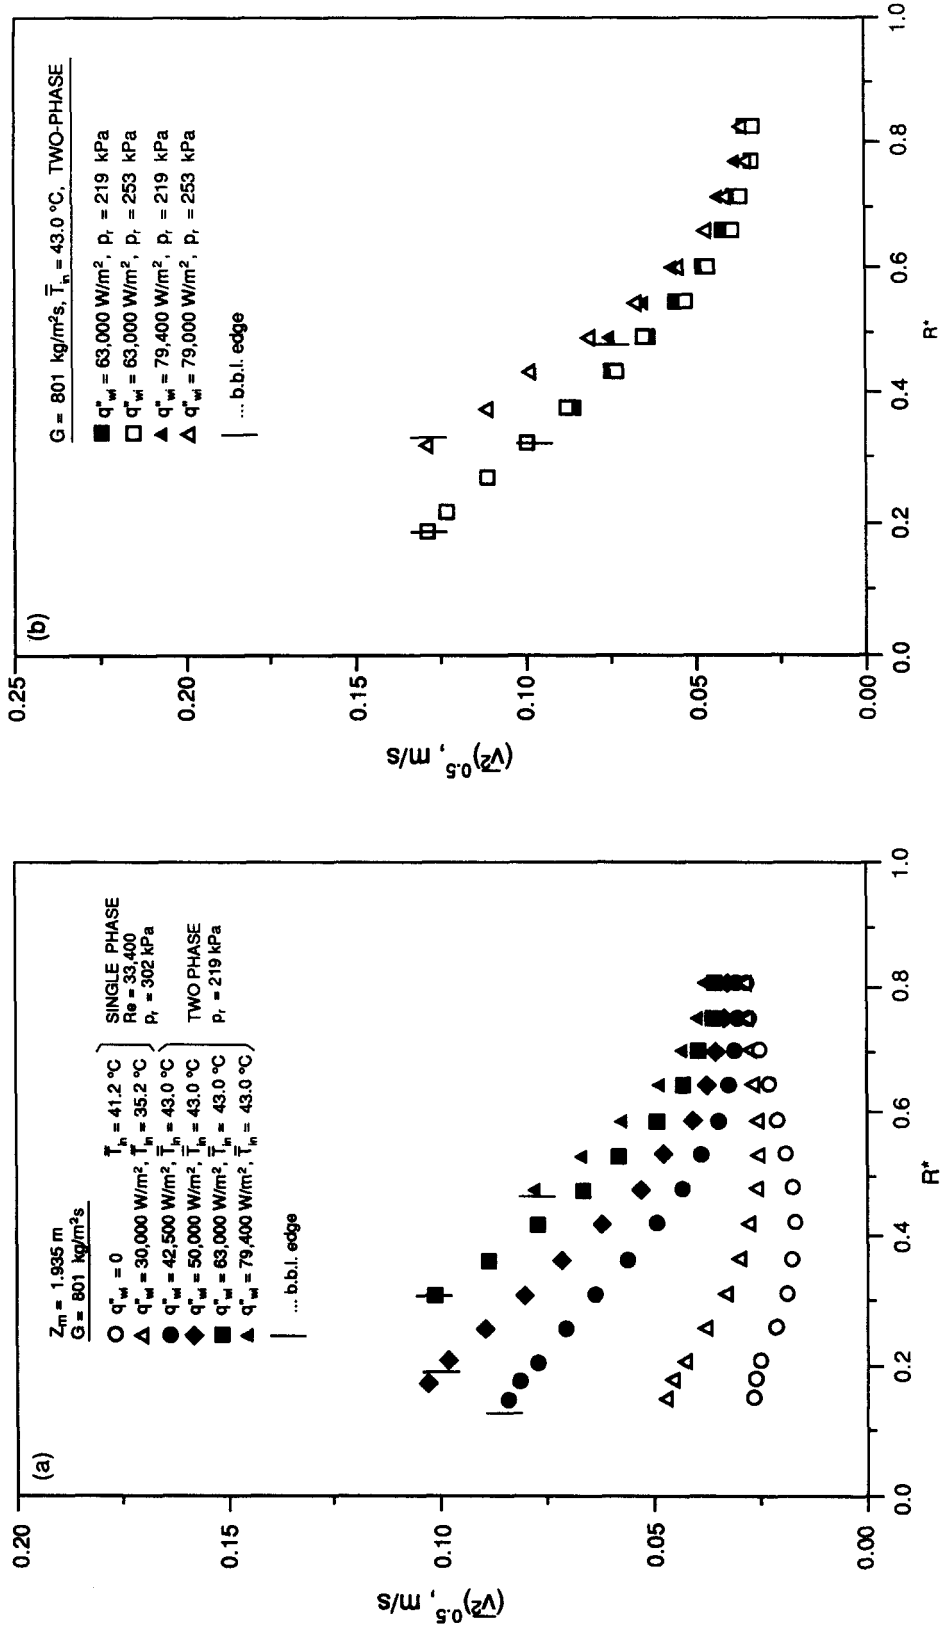 (a)
Z_m = 1.935 m
G = 801 kg/m²s
q"_wi = 0 T̄_in = 41.2 °C
q"_wi = 30,000 W/m², T̄_in = 35.2 °C
SINGLE PHASE
Re = 33,400
p_r = 302 kPa
q"_wi = 42,500 W/m², T̄_in = 43.0 °C
q"_wi = 50,000 W/m², T̄_in = 43.0 °C
q"_wi = 63,000 W/m², T̄_in = 43.0 °C
q"_wi = 79,400 W/m², T̄_in = 43.0 °C
TWO PHASE
p_r = 219 kPa
... b.b.l. edge
0.20
0.15
0.10
0.05
0.00
(v̄²)^0.5, m/s
0.0 0.2 0.4 0.6 0.8 1.0
R*
(b)
G = 801 kg/m²s, T̄_in = 43.0 °C, TWO-PHASE
q"_wi = 63,000 W/m², p_r = 219 kPa
q"_wi = 63,000 W/m², p_r = 253 kPa
q"_wi = 79,400 W/m², p_r = 219 kPa
q"_wi = 79,000 W/m², p_r = 253 kPa
... b.b.l. edge
0.25
0.20
0.15
0.10
0.05
0.00
(v̄²)^0.5, m/s
0.0 0.2 0.4 0.6 0.8 1.0
R*